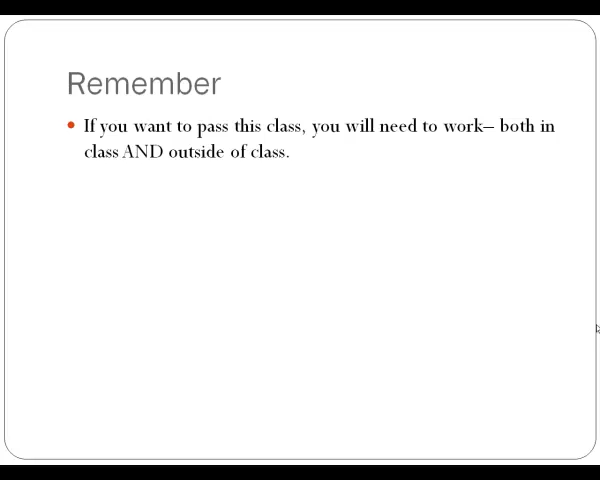 Remember
• If you want to pass this class, you will need to work– both in
class AND outside of class.